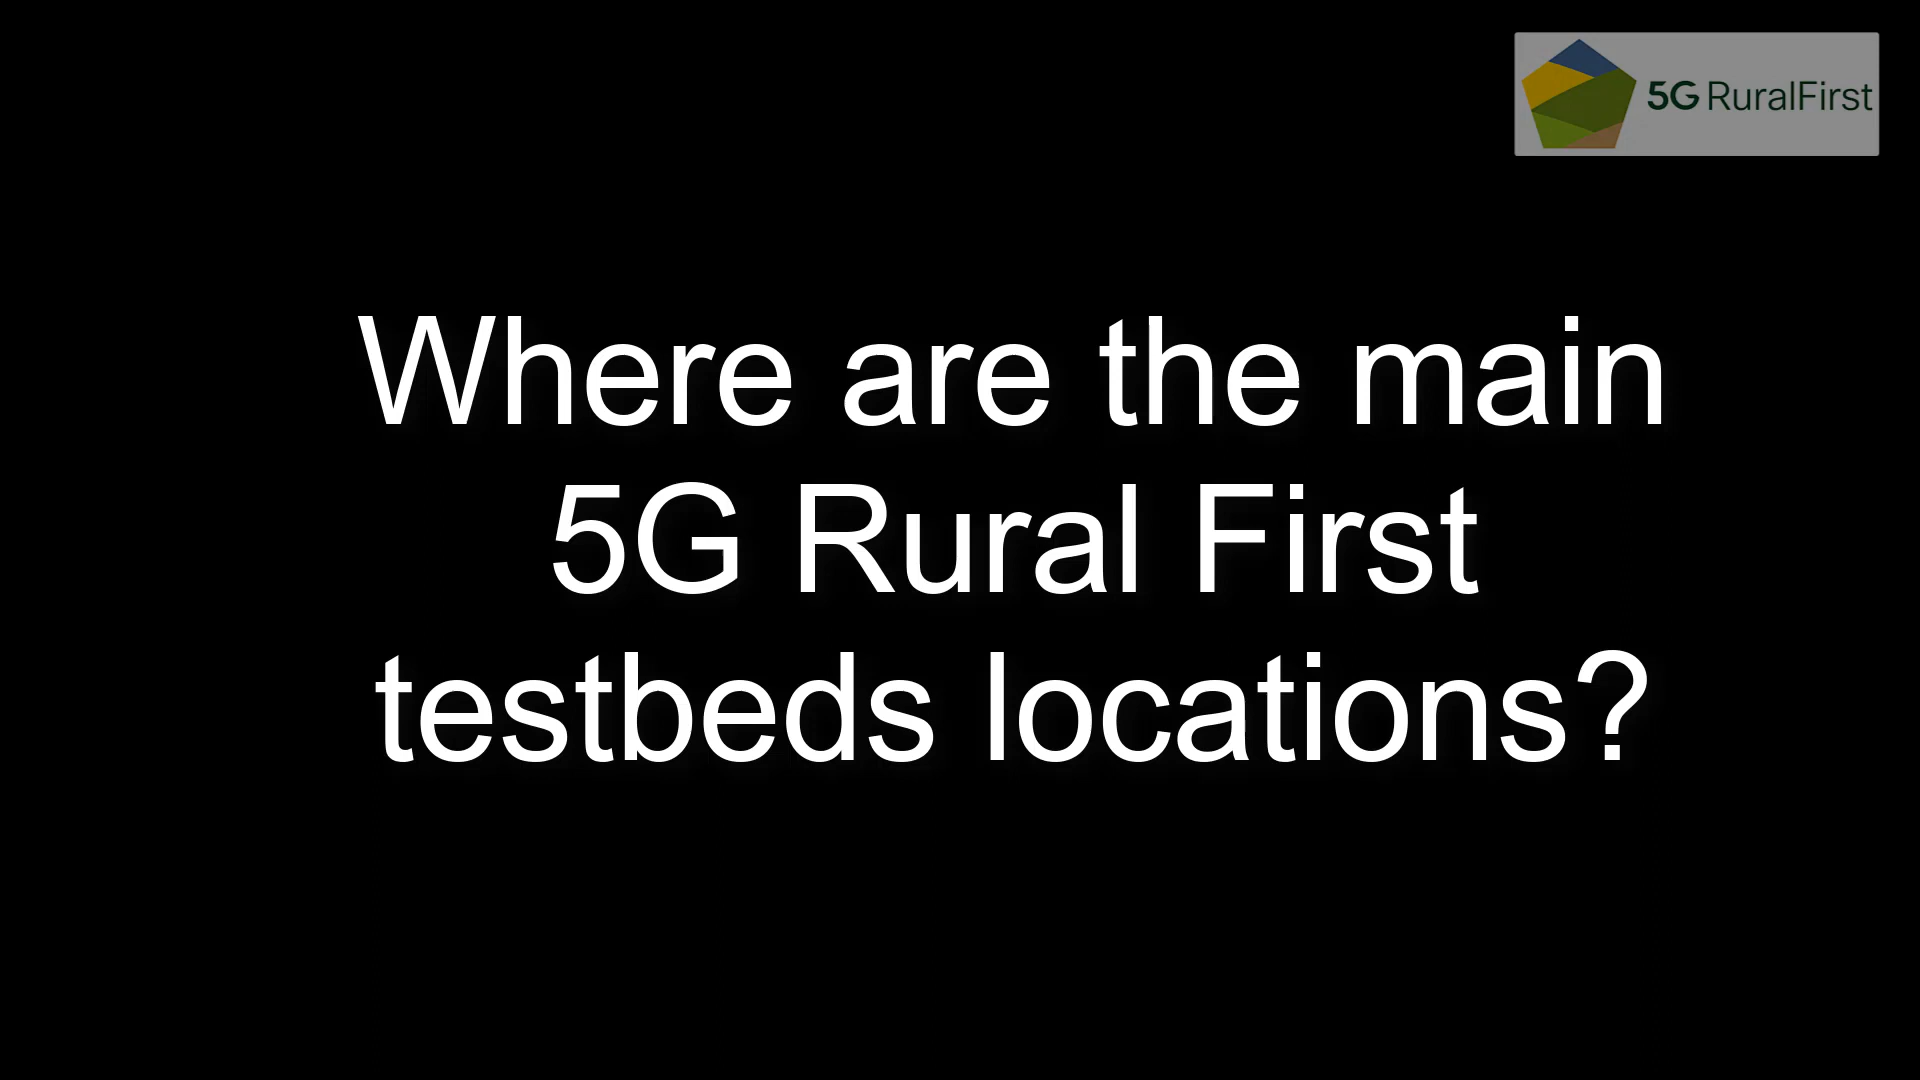 5G RuralFirst
Where are the main
5G Rural First
testbeds locations?